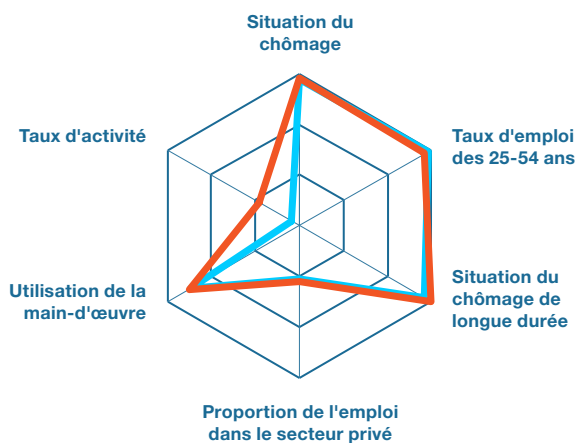 Situation du
chômage
Taux d'activité
Taux d'emploi
des 25-54 ans
Utilisation de la
main-d'œuvre
Situation du
chômage de
longue durée
Proportion de l'emploi
dans le secteur privé